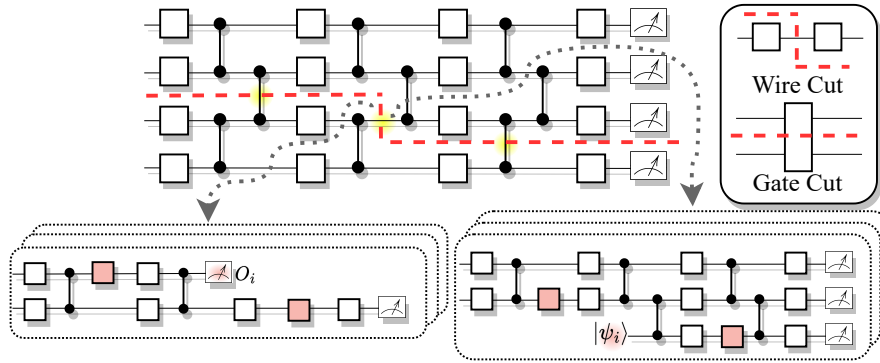 Wire Cut
Gate Cut
O_i
|ψ_i⟩